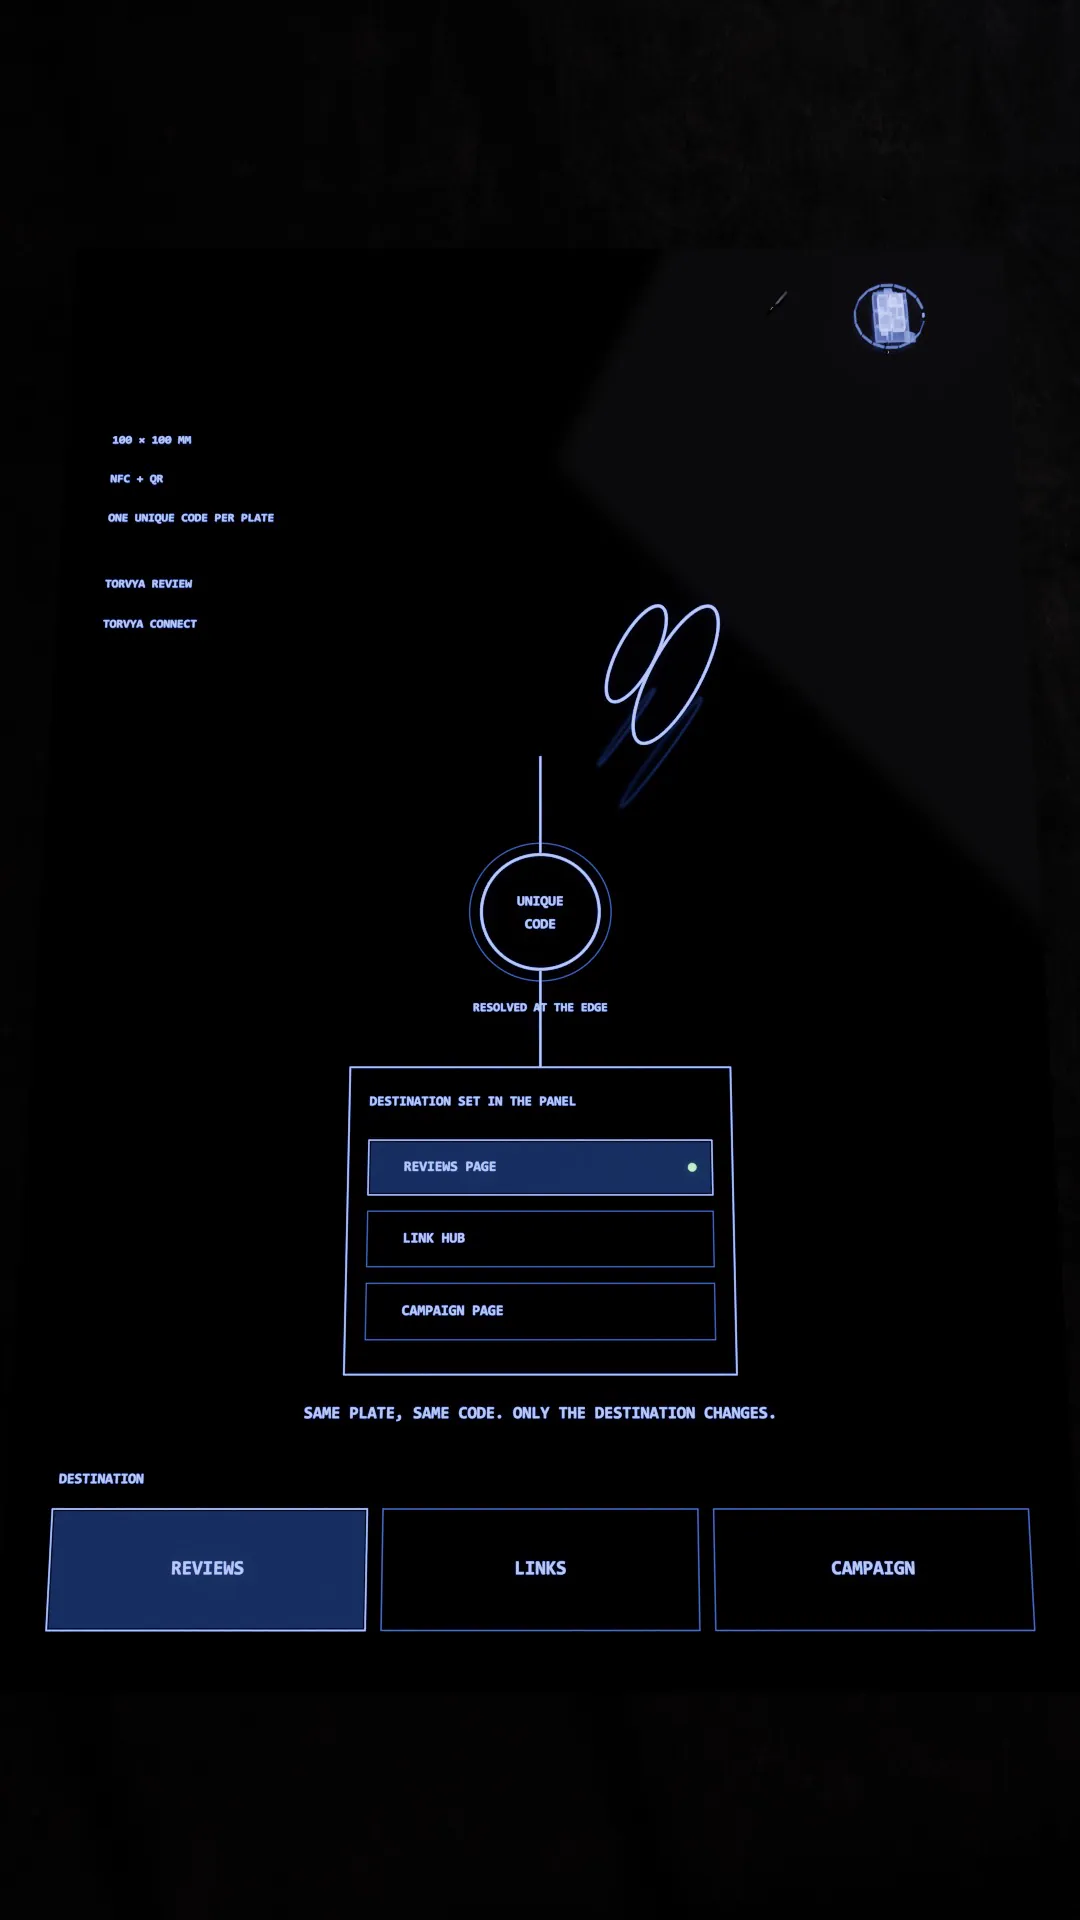 100 × 100 MM
NFC + QR
ONE UNIQUE CODE PER PLATE
TORVYA REVIEW
TORVYA CONNECT
UNIQUE
CODE
RESOLVED AT THE EDGE
DESTINATION SET IN THE PANEL
REVIEWS PAGE
LINK HUB
CAMPAIGN PAGE
SAME PLATE, SAME CODE. ONLY THE DESTINATION CHANGES.
DESTINATION
REVIEWS
LINKS
CAMPAIGN